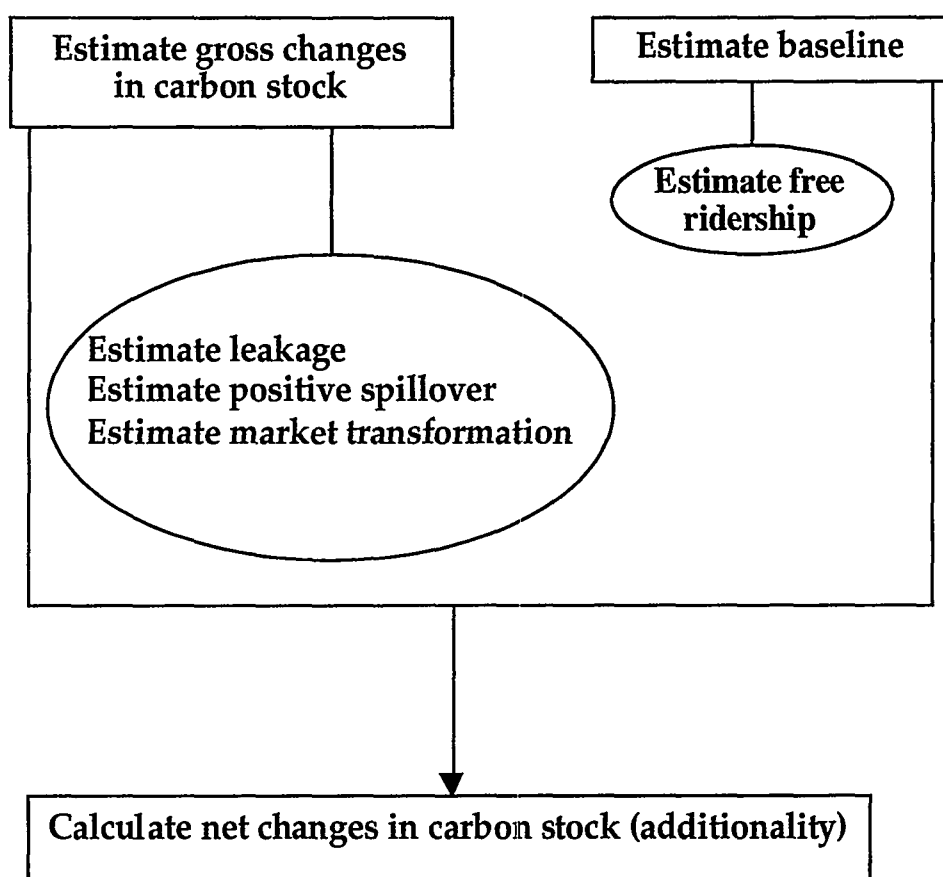 Estimate gross changes
in carbon stock
Estimate baseline
Estimate free
ridership
Estimate leakage
Estimate positive spillover
Estimate market transformation
Calculate net changes in carbon stock (additionality)